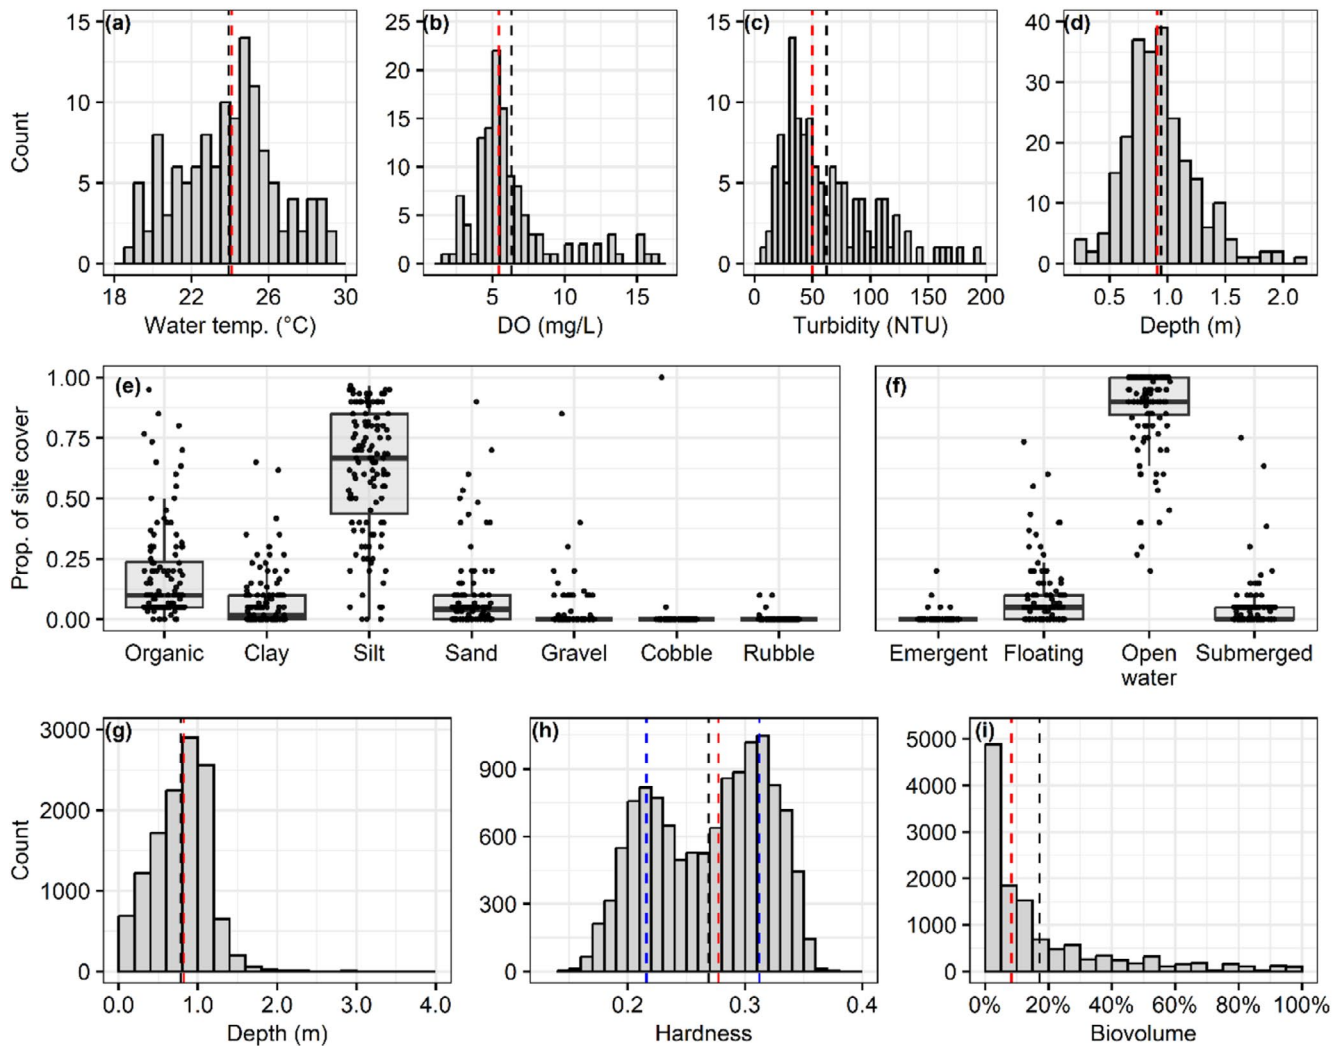 (a) (b) (c) (d)
15 25 15 40
20
10 10 30
15
20
10
5 5
5 10
0 0 0 0
18 22 26 30 5 10 15 0 50 100 150 200 0.5 1.0 1.5 2.0
Count
Water temp. (°C) DO (mg/L) Turbidity (NTU) Depth (m)
(e) (f)
1.00
0.75
0.50
0.25
0.00
Prop. of site cover
Organic Clay Silt Sand Gravel Cobble Rubble Emergent Floating Open water Submerged
(g) (h) (i)
3000 900 5000
4000
2000 600 3000
1000 300 2000
1000
0 0 0
Count
0.0 1.0 2.0 3.0 4.0 0.2 0.3 0.4 0% 20% 40% 60% 80% 100%
Depth (m) Hardness Biovolume